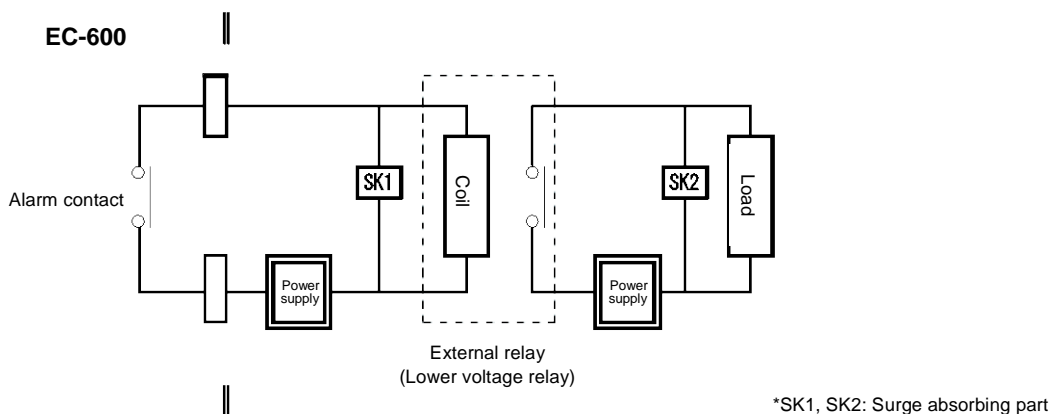 EC-600
Alarm contact
SK1
Coil
SK2
Load
Power
supply
Power
supply
External relay
(Lower voltage relay)
*SK1, SK2: Surge absorbing part